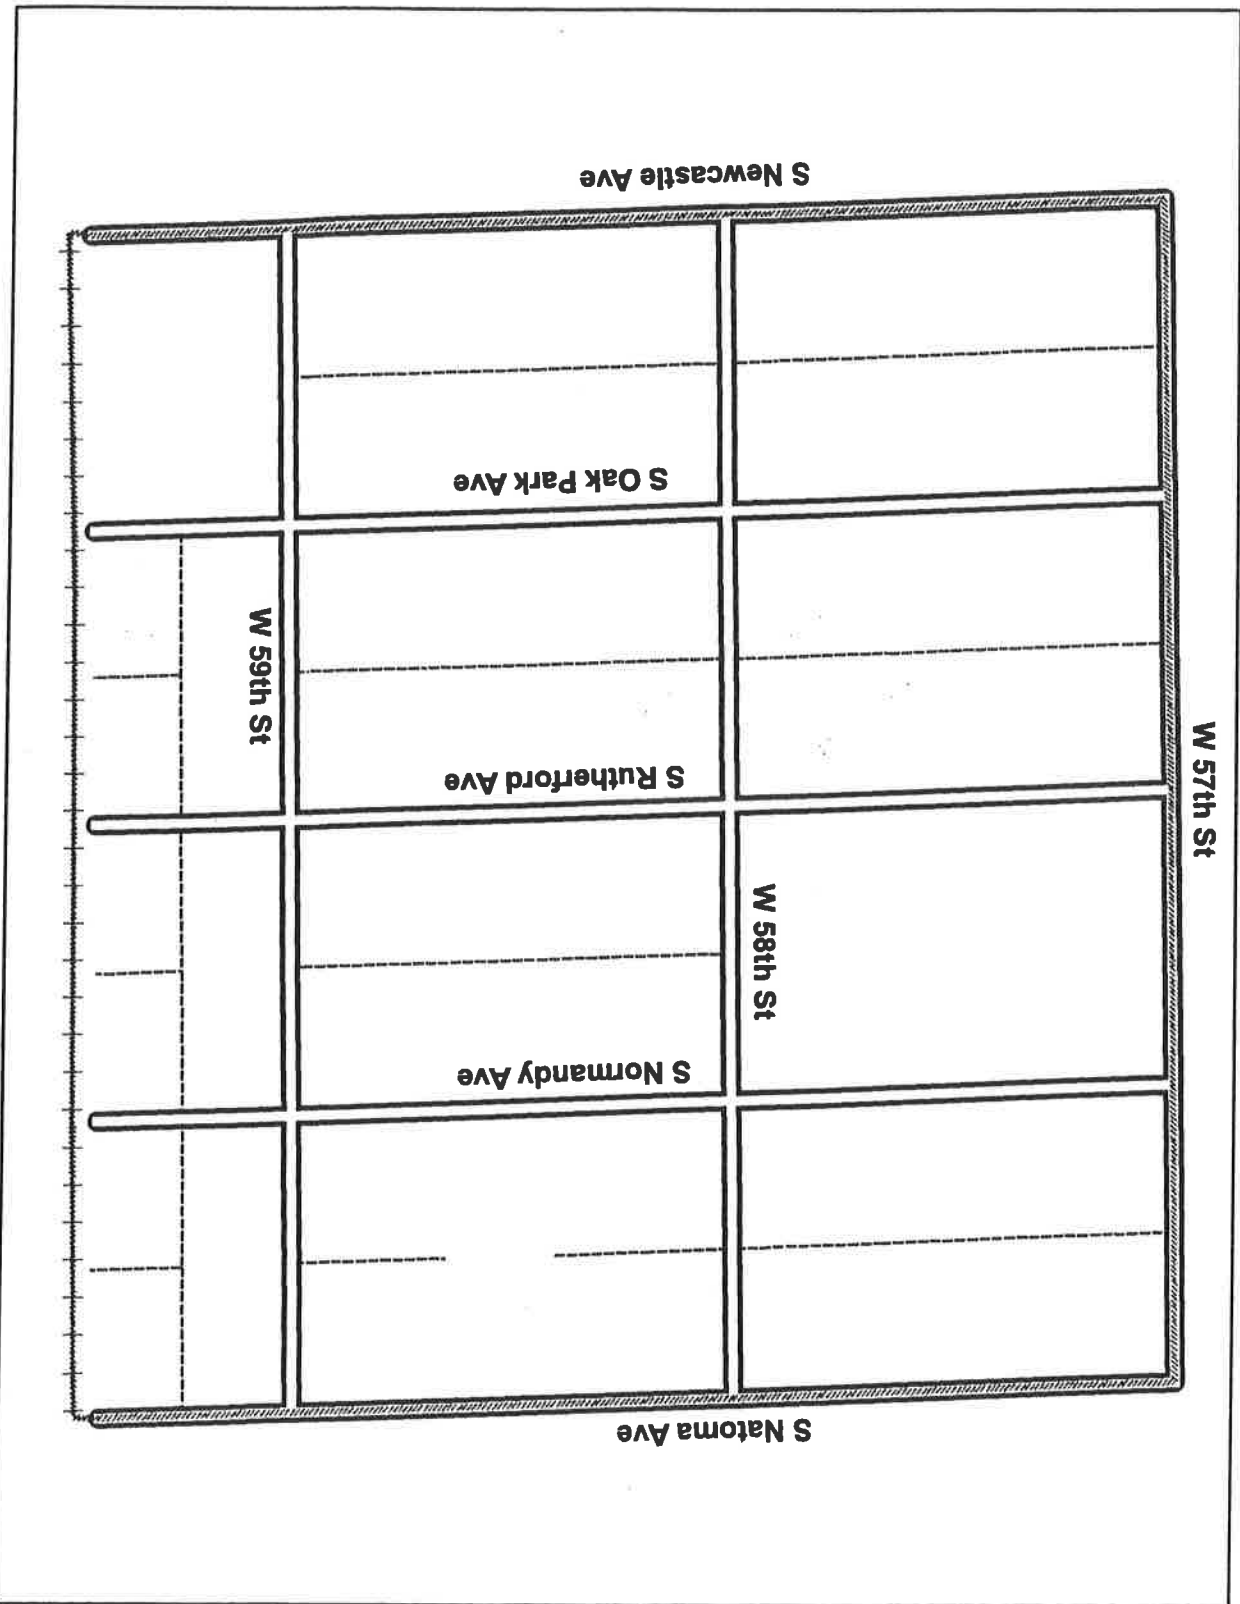 S Newcastle Ave
S Oak Park Ave
W 59th St
S Rutherford Ave
W 57th St
W 58th St
S Normandy Ave
S Natoma Ave